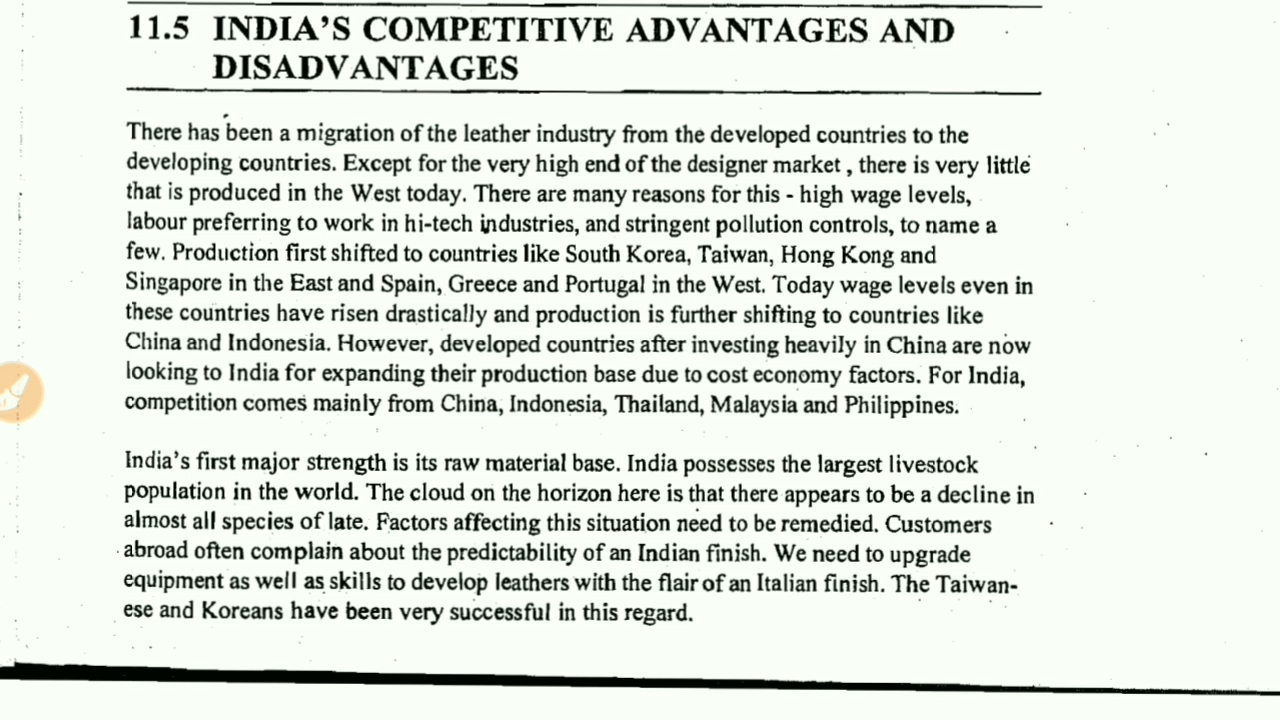 11.5 INDIA'S COMPETITIVE ADVANTAGES AND
DISADVANTAGES
There has been a migration of the leather industry from the developed countries to the
developing countries. Except for the very high end of the designer market , there is very little
that is produced in the West today. There are many reasons for this - high wage levels,
labour preferring to work in hi-tech industries, and stringent pollution controls, to name a
few. Production first shifted to countries like South Korea, Taiwan, Hong Kong and
Singapore in the East and Spain, Greece and Portugal in the West. Today wage levels even in
these countries have risen drastically and production is further shifting to countries like
China and Indonesia. However, developed countries after investing heavily in China are now
looking to India for expanding their production base due to cost economy factors. For India,
competition comes mainly from China, Indonesia, Thailand, Malaysia and Philippines.
India's first major strength is its raw material base. India possesses the largest livestock
population in the world. The cloud on the horizon here is that there appears to be a decline in
almost all species of late. Factors affecting this situation need to be remedied. Customers
abroad often complain about the predictability of an Indian finish. We need to upgrade
equipment as well as skills to develop leathers with the flair of an Italian finish. The Taiwan-
ese and Koreans have been very successful in this regard.